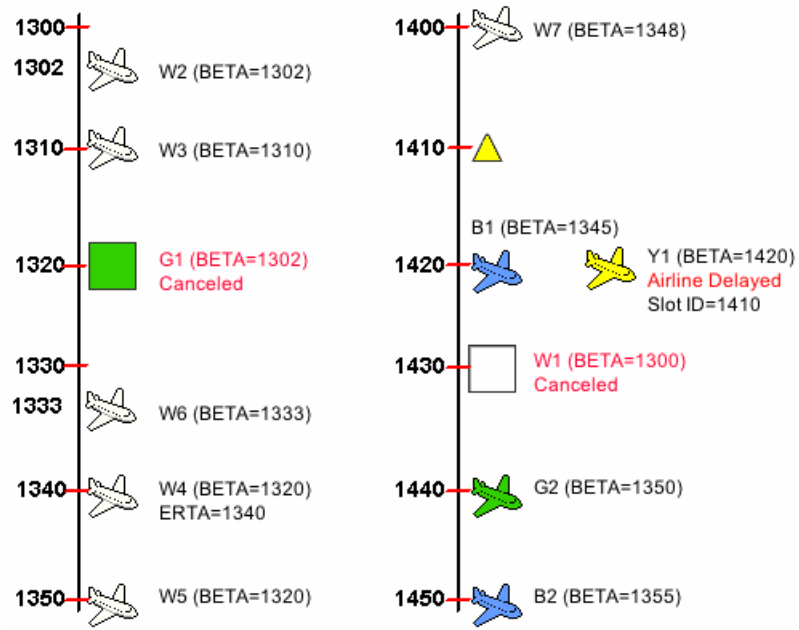 1300
1302
W2 (BETA=1302)
1310
W3 (BETA=1310)
1320
G1 (BETA=1302)
Canceled
1330
1333
W6 (BETA=1333)
1340
W4 (BETA=1320)
ERTA=1340
1350
W5 (BETA=1320)
1400
W7 (BETA=1348)
1410
B1 (BETA=1345)
1420
Y1 (BETA=1420)
Airline Delayed
Slot ID=1410
1430
W1 (BETA=1300)
Canceled
1440
G2 (BETA=1350)
1450
B2 (BETA=1355)